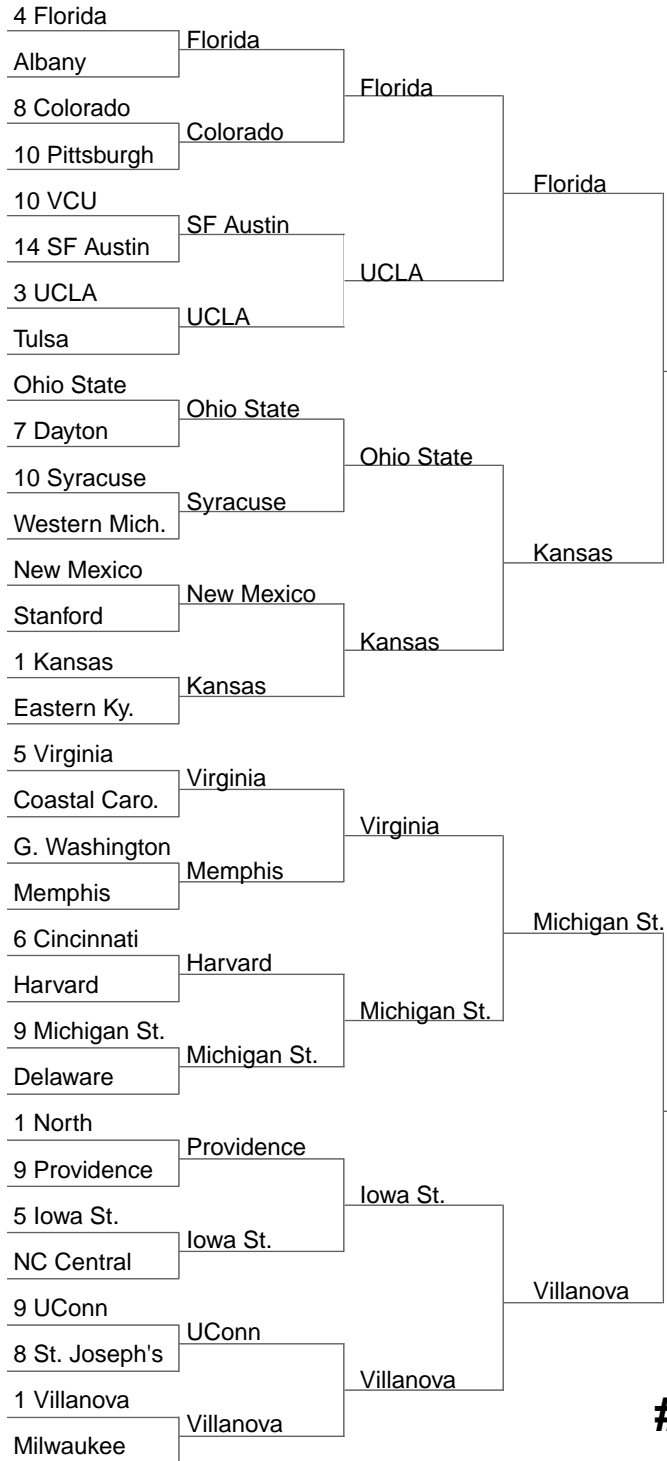 4 Florida
Albany
8 Colorado
10 Pittsburgh
10 VCU
14 SF Austin
3 UCLA
Tulsa
Ohio State
7 Dayton
10 Syracuse
Western Mich.
New Mexico
Stanford
1 Kansas
Eastern Ky.
5 Virginia
Coastal Caro.
G. Washington
Memphis
6 Cincinnati
Harvard
9 Michigan St.
Delaware
1 North
9 Providence
5 Iowa St.
NC Central
9 UConn
8 St. Joseph's
1 Villanova
Milwaukee
Florida
Colorado
SF Austin
UCLA
Ohio State
Syracuse
New Mexico
Kansas
Virginia
Memphis
Harvard
Michigan St.
Providence
Iowa St.
UConn
Villanova
Florida
UCLA
Ohio State
Kansas
Virginia
Michigan St.
Iowa St.
Villanova
Florida
Kansas
Michigan St.
Villanova
#